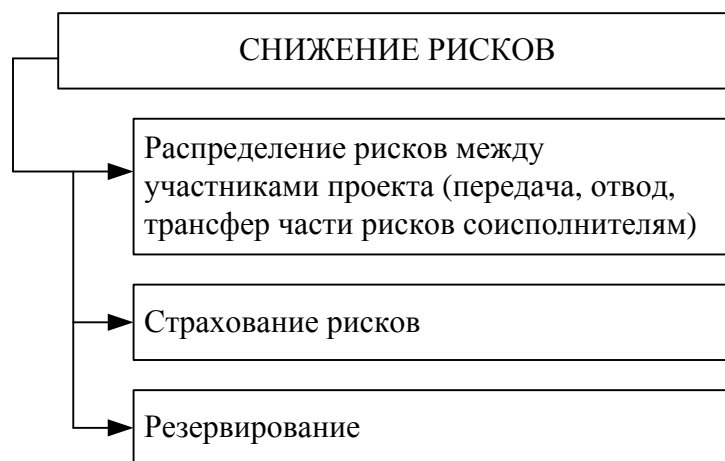 СНИЖЕНИЕ РИСКОВ
Распределение рисков между
участниками проекта (передача, отвод,
трансфер части рисков соисполнителям)
Страхование рисков
Резервирование